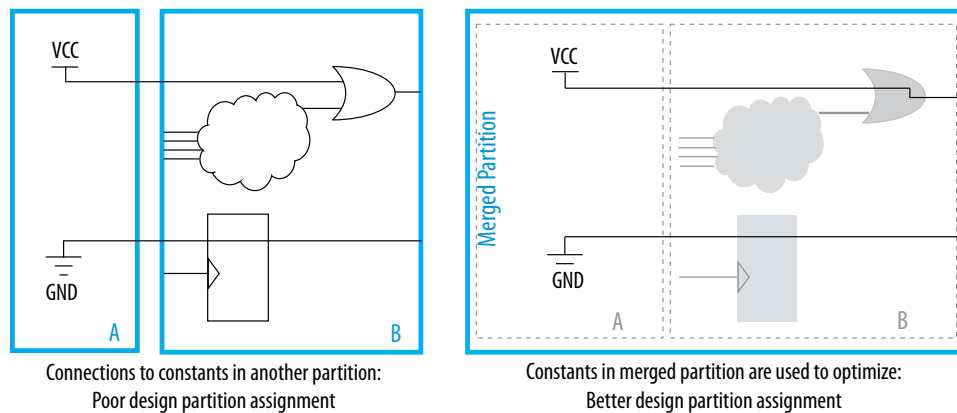 VCC
GND
A
B
Connections to constants in another partition:
Poor design partition assignment
Merged Partition
VCC
GND
A
B
Constants in merged partition are used to optimize:
Better design partition assignment